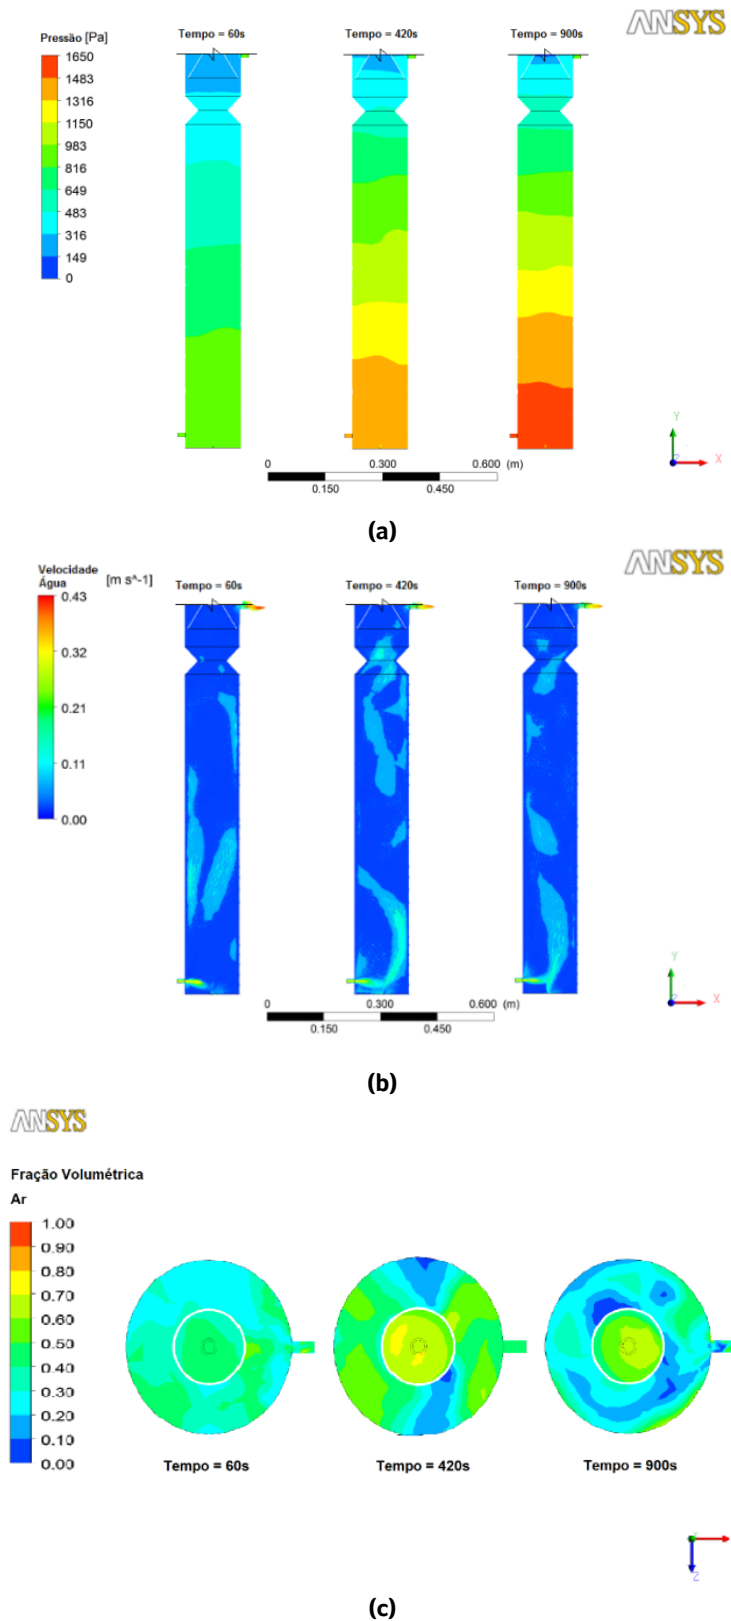 ANSYS
Tempo = 60s
Tempo = 420s
Tempo = 900s
Pressão [Pa]
1650
1483
1316
1150
983
816
649
483
316
149
0
Y
X
Z
0
0.300
0.600
(m)
0.150
0.450
(a)
ANSYS
Velocidade
Água
[m s^-1]
Tempo = 60s
Tempo = 420s
Tempo = 900s
0.43
0.32
0.21
0.11
0.00
Y
X
Z
0
0.300
0.600
(m)
0.150
0.450
(b)
ANSYS
Fração Volumétrica
Ar
1.00
0.90
0.80
0.70
0.60
0.50
0.40
0.30
0.20
0.10
0.00
Tempo = 60s
Tempo = 420s
Tempo = 900s
Z
(c)